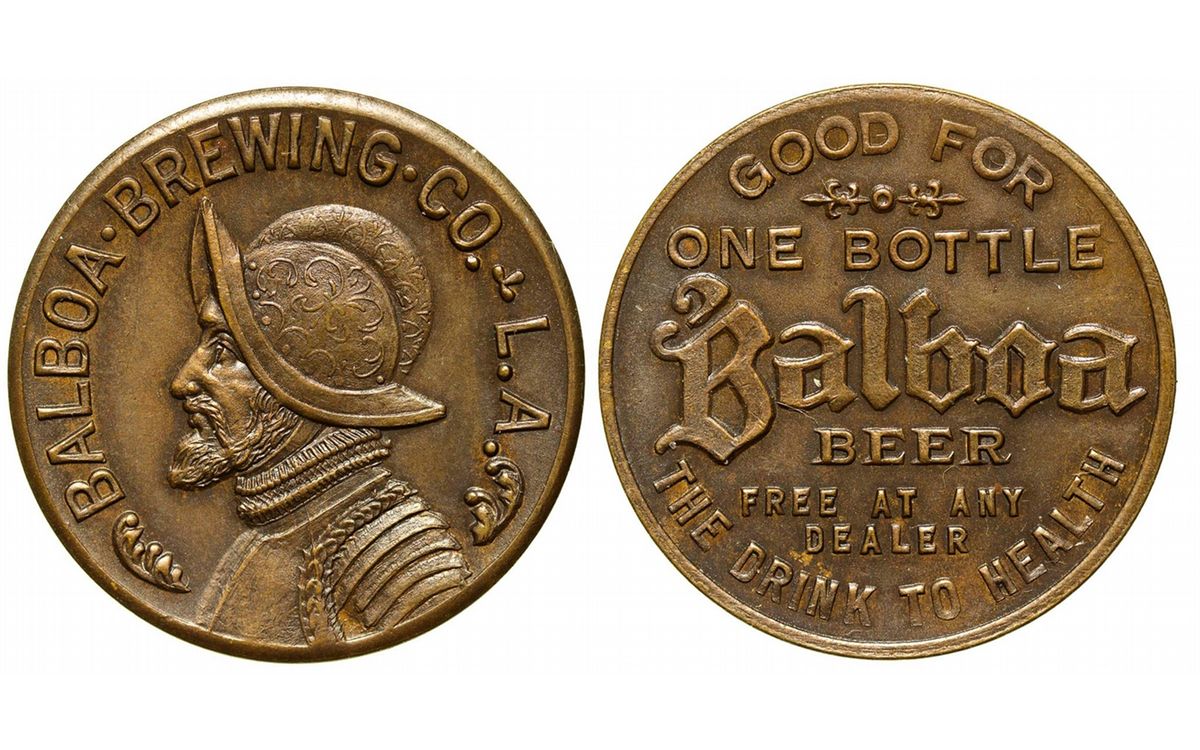 BALBOA · BREWING · CO. L.A.
GOOD FOR
ONE BOTTLE
Balboa
BEER
FREE AT ANY
DEALER
THE DRINK TO HEALTH